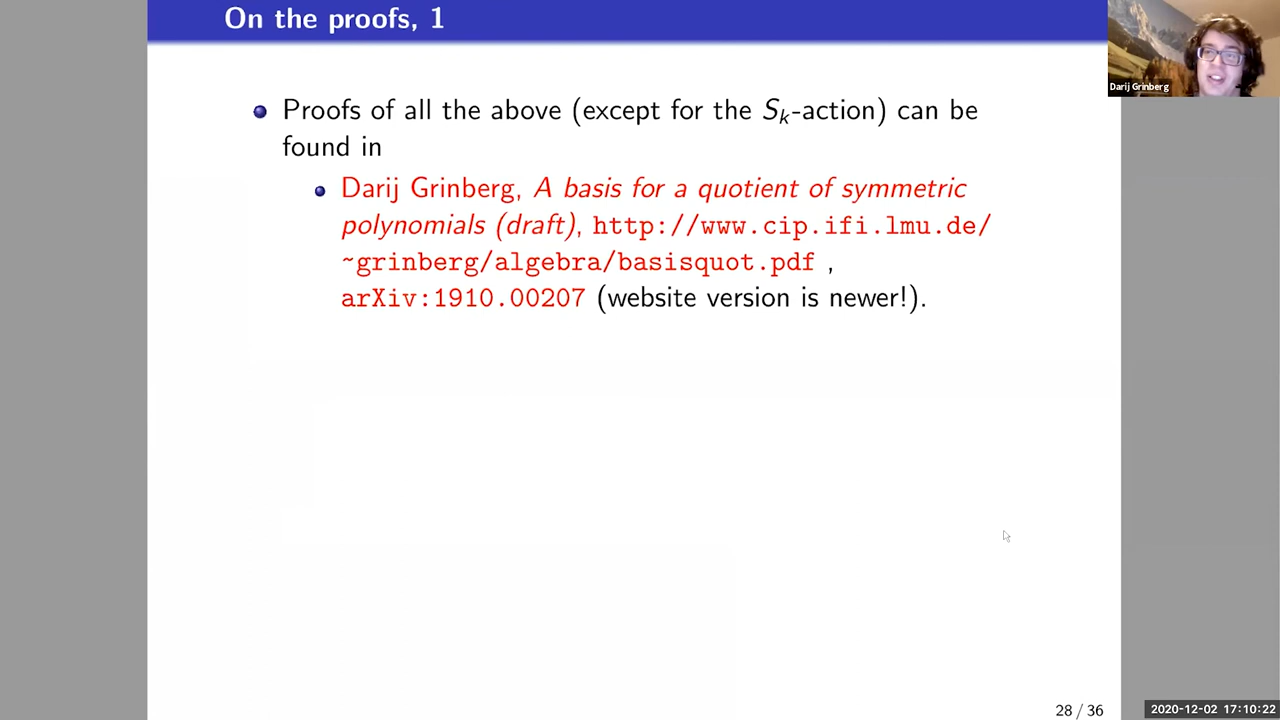 On the proofs, 1
Darij Grinberg
Proofs of all the above (except for the Sk-action) can be
found in
Darij Grinberg, A basis for a quotient of symmetric
polynomials (draft), http://www.cip.ifi.lmu.de/
~grinberg/algebra/basisquot.pdf ,
arXiv:1910.00207 (website version is newer!).
28 / 36
2020-12-02 17:10:22